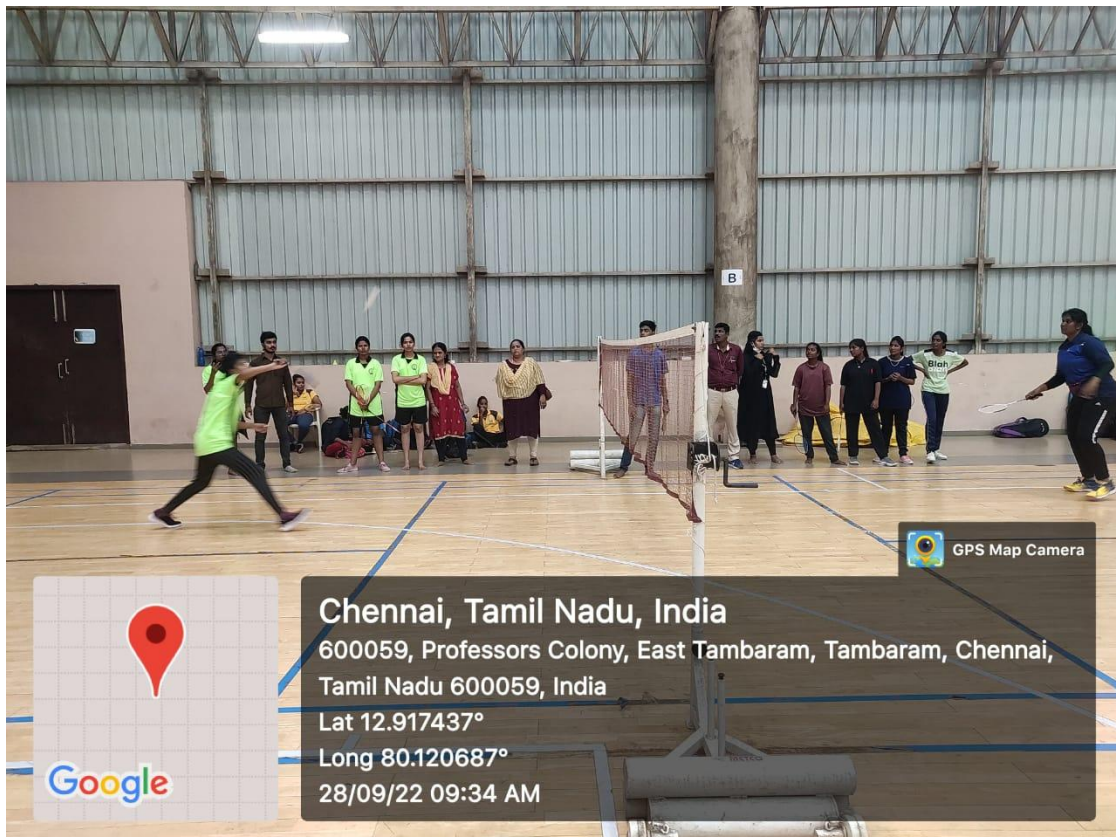 B
Blah
GPS Map Camera
Chennai, Tamil Nadu, India
600059, Professors Colony, East Tambaram, Tambaram, Chennai,
Tamil Nadu 600059, India
Lat 12.917437°
Long 80.120687°
28/09/22 09:34 AM
Google